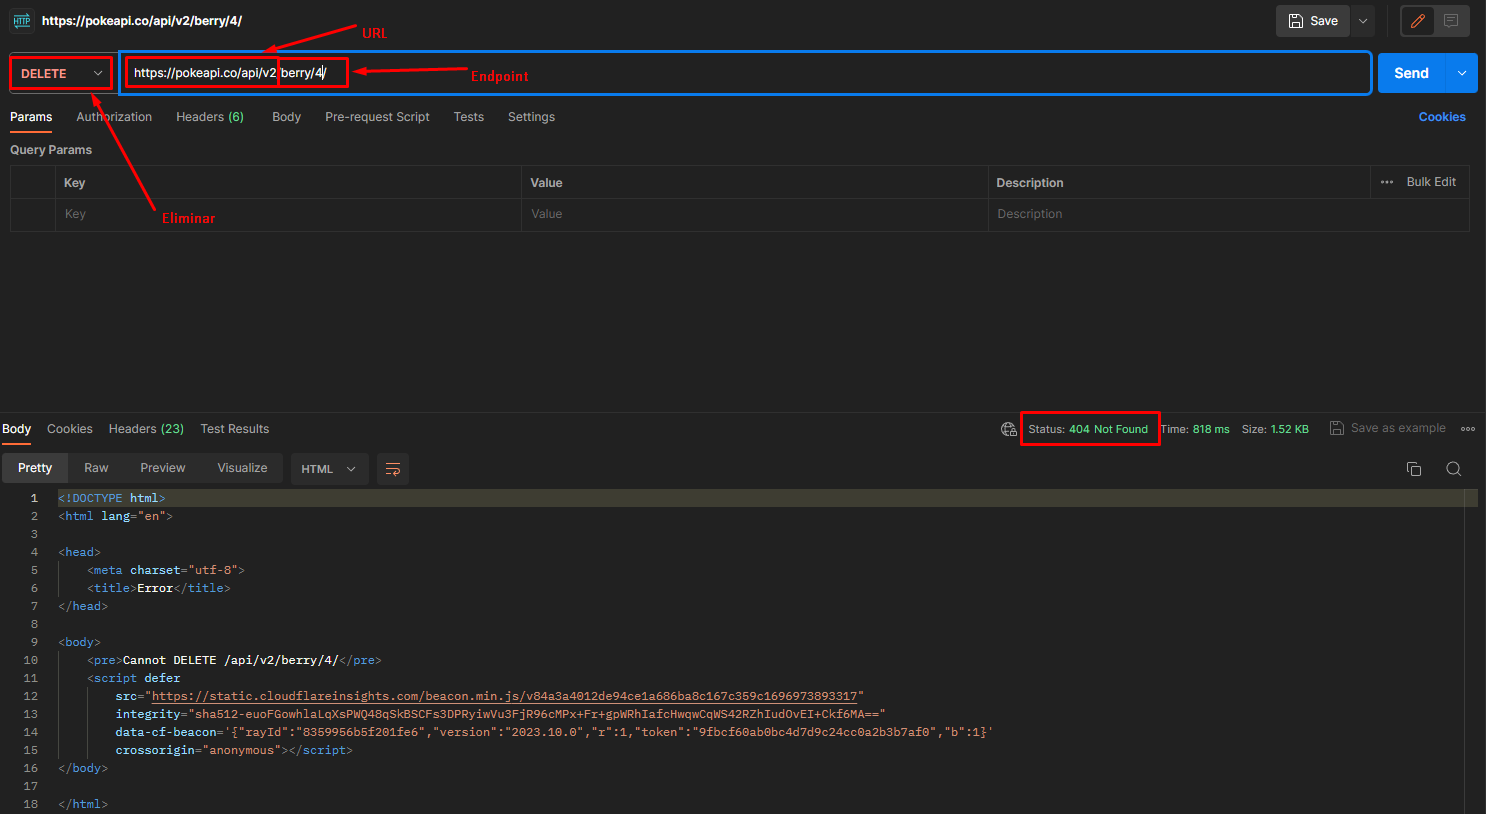 HTTP https://pokeapi.co/api/v2/berry/4/ Save
URL
DELETE https://pokeapi.co/api/v2/berry/4/ Send
Endpoint
Params Authorization Headers (6) Body Pre-request Script Tests Settings Cookies
Query Params
Key Value Description Bulk Edit
Key Value Description
Eliminar
Body Cookies Headers (23) Test Results Status: 404 Not Found Time: 818 ms Size: 1.52 KB Save as example
Pretty Raw Preview Visualize HTML
1 <!DOCTYPE html>
2 <html lang="en">
3
4 <head>
5 <meta charset="utf-8">
6 <title>Error</title>
7 </head>
8
9 <body>
10 <pre>Cannot DELETE /api/v2/berry/4/</pre>
11 <script defer
12 src="https://static.cloudflareinsights.com/beacon.min.js/v84a3a4012de94ce1a686ba8c167c359c1696973893317"
13 integrity="sha512-euoFGowhlaLqXsPWQ48qSkBSCFs3DPRyiwVu3FjR96cMPx+Fr+gpWRhIafcHwqwCqWS42RZhIudOvEI+Ckf6MA=="
14 data-cf-beacon='{"rayId":"8359956b5f201fe6","version":"2023.10.0","r":1,"token":"9fbcf60ab0bc4d7d9c24cc0a2b3b7af0","b":1}'
15 crossorigin="anonymous"></script>
16 </body>
17
18 </html>